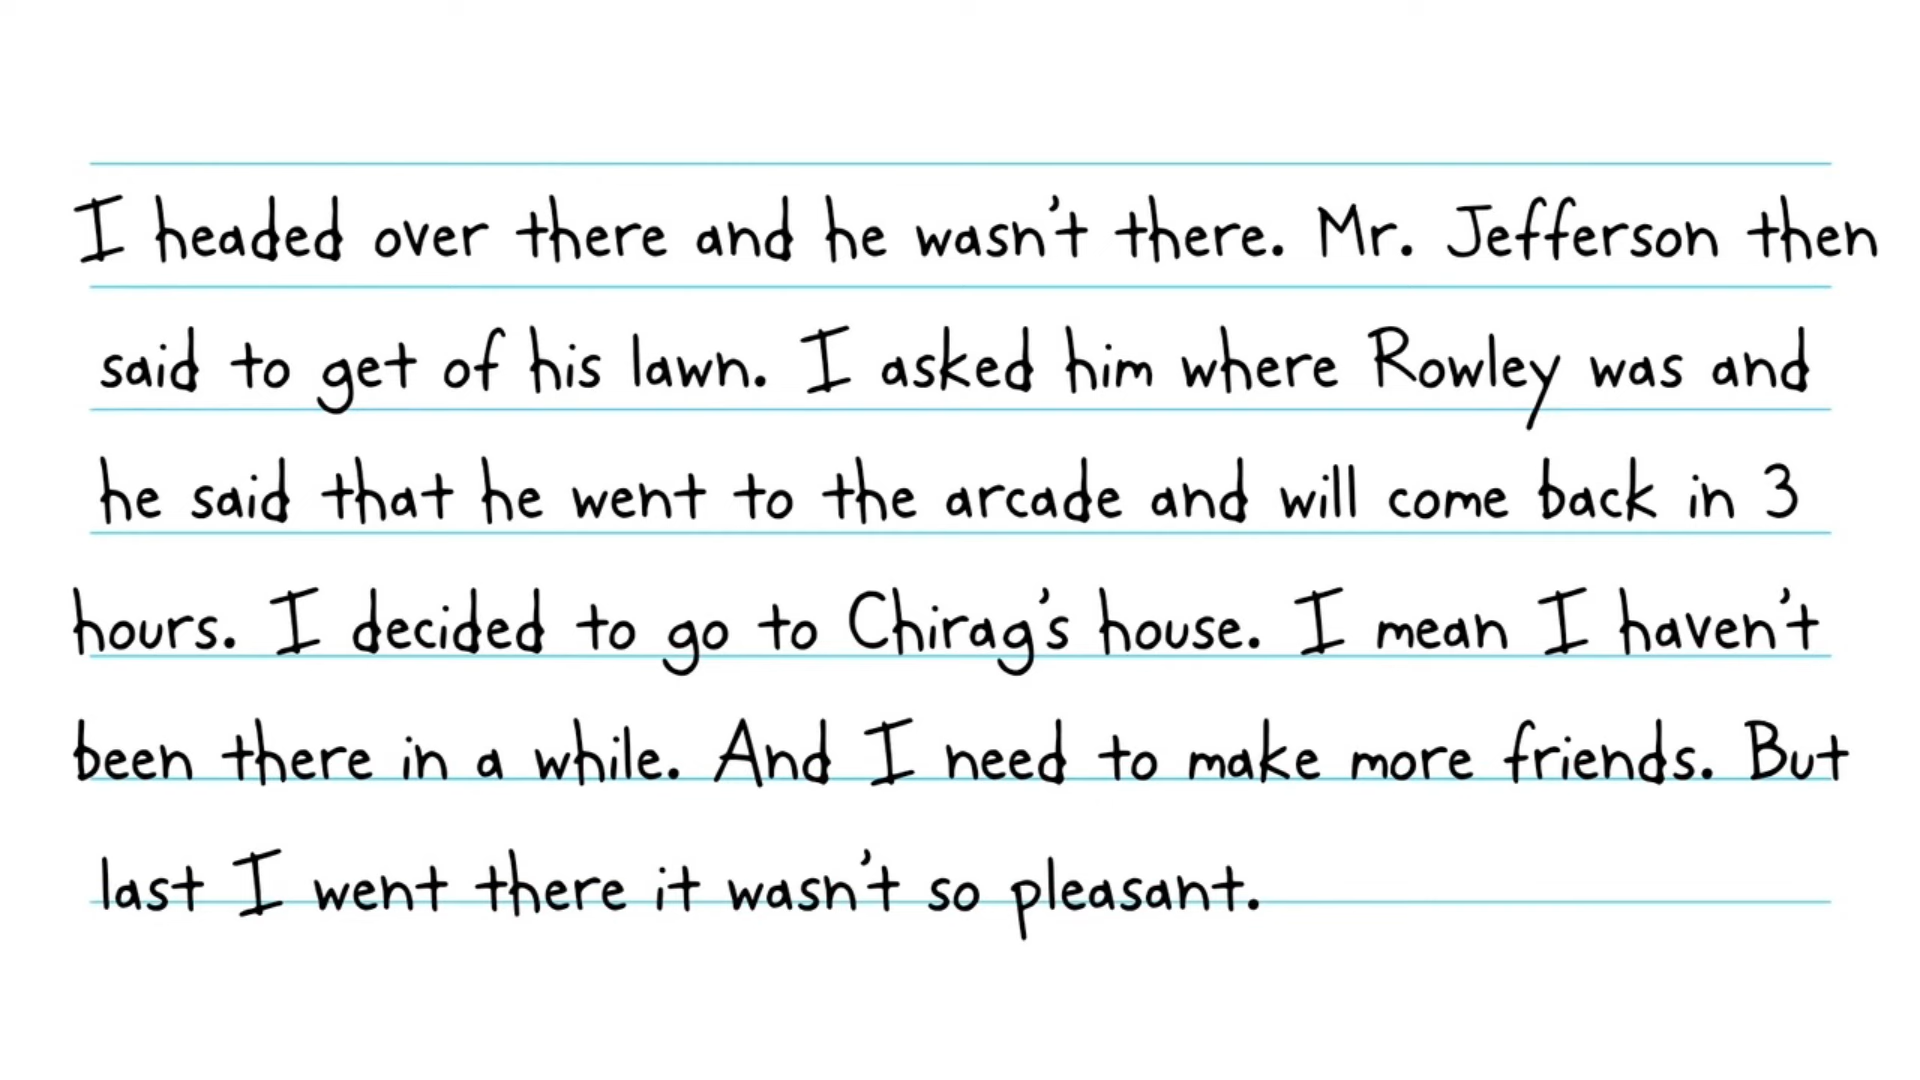 I headed over there and he wasn't there. Mr. Jefferson then
said to get of his lawn. I asked him where Rowley was and
he said that he went to the arcade and will come back in 3
hours. I decided to go to Chirag's house. I mean I haven't
been there in a while. And I need to make more friends. But
last I went there it wasn't so pleasant.